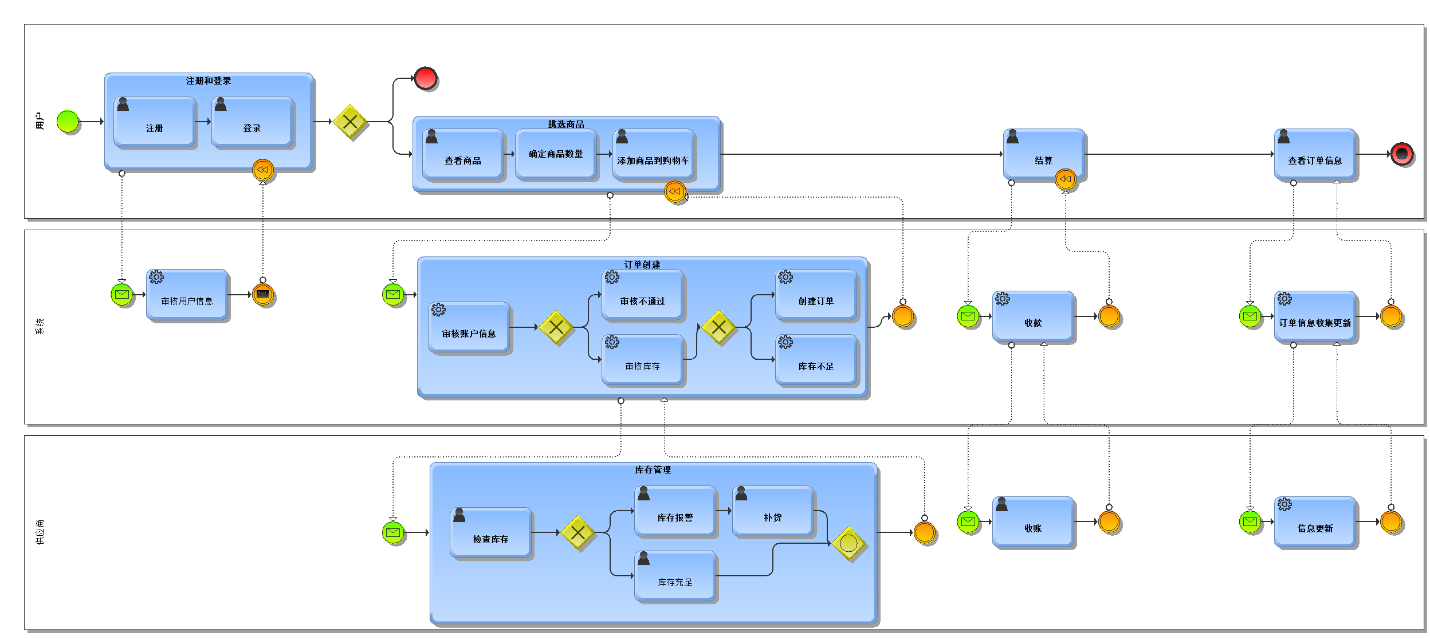 用户
注册和登录
注册
登录
挑选商品
查看商品
确定商品数量
添加商品到购物车
结算
查看订单信息
系统
审核用户信息
订单创建
审核账户信息
审核不通过
审核库存
创建订单
库存不足
收款
订单信息收集更新
供应商
库存管理
检查库存
库存报警
补货
库存充足
收账
信息更新